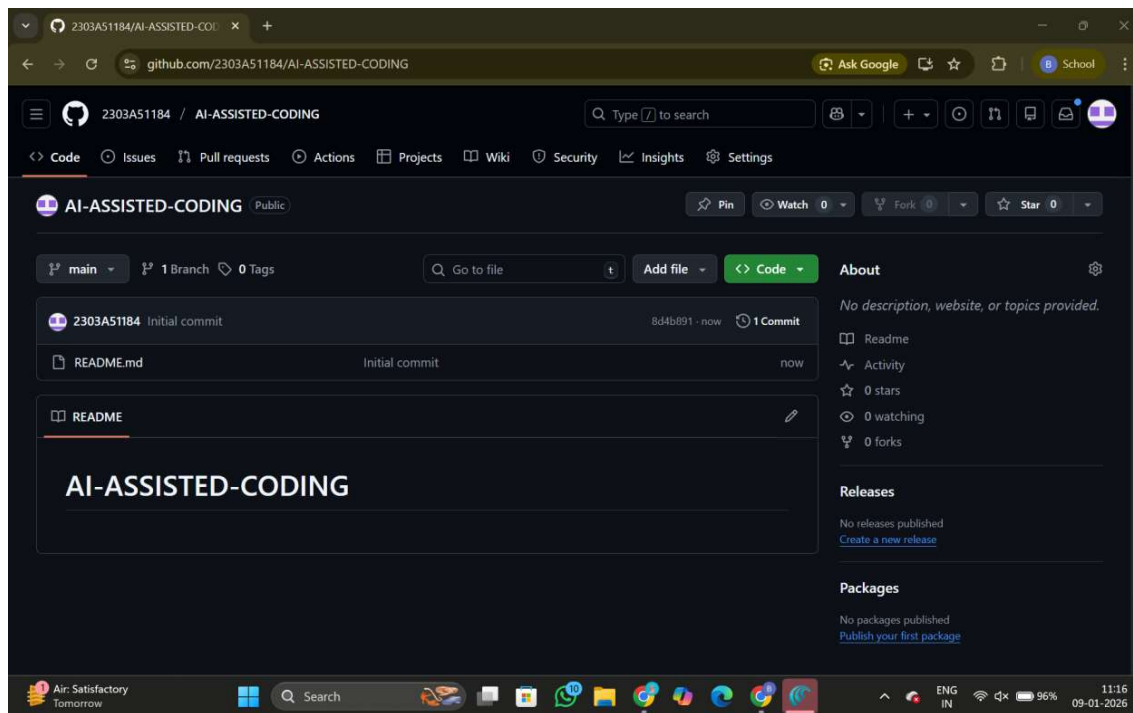 2303A51184/AI-ASSISTED-COD
github.com/2303A51184/AI-ASSISTED-CODING
Ask Google
B School
2303A51184 / AI-ASSISTED-CODING
Type / to search
Code Issues Pull requests Actions Projects Wiki Security Insights Settings
AI-ASSISTED-CODING Public
Pin Watch 0 Fork 0 Star 0
main 1 Branch 0 Tags
Go to file t Add file Code
About
No description, website, or topics provided.
2303A51184 Initial commit 8d4b891 · now 1 Commit
README.md Initial commit now
Readme
Activity
0 stars
0 watching
0 forks
README
AI-ASSISTED-CODING
Releases
No releases published
Create a new release
Packages
No packages published
Publish your first package
1 Air: Satisfactory
Tomorrow
Search
10
ENG
IN
96%
11:16
09-01-2026